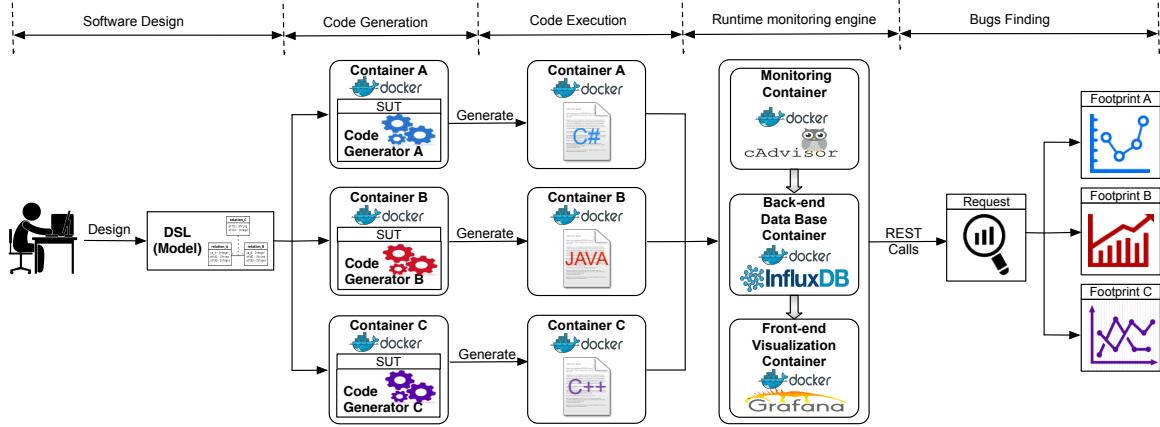 Software Design
Code Generation
Code Execution
Runtime monitoring engine
Bugs Finding
Design
DSL
(Model)
relation_C
relation_A
relation_B
Container A
docker
SUT
Code
Generator A
Generate
Container A
docker
C#
Container B
docker
SUT
Code
Generator B
Generate
Container B
docker
JAVA
Container C
docker
SUT
Code
Generator C
Generate
Container C
docker
C++
Monitoring
Container
docker
cAdvisor
Back-end
Data Base
Container
docker
InfluxDB
Front-end
Visualization
Container
docker
Grafana
REST
Calls
Request
Footprint A
Footprint B
Footprint C